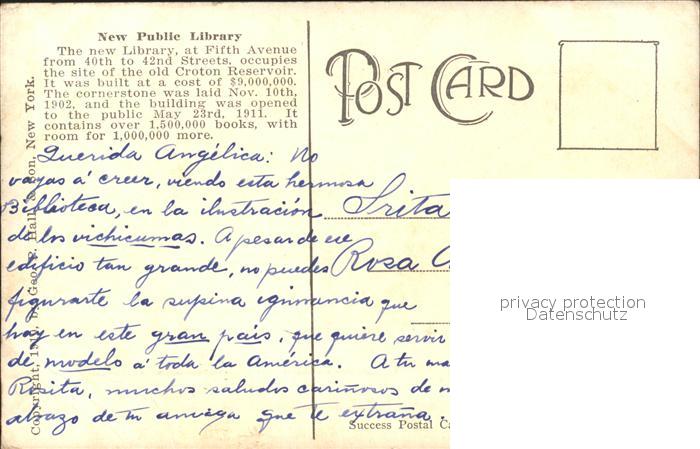 New Public Library
The new Library, at Fifth Avenue
from 40th to 42nd Streets, occupies
the site of the old Croton Reservoir.
It was built at a cost of $9,000,000.
The cornerstone was laid Nov. 10th,
1902, and the building was opened
to the public May 23rd, 1911. It
contains over 1,500,000 books, with
room for 1,000,000 more.
POST CARD
Querida Angélica: No
vayas á creer, viendo esta hermosa
Biblioteca, en la ilustración
de los vichicumas. A pesar de ese
edificio tan grande, no puedes
figurarte la supina ignorancia que
hay en este gran país, que quiere servir
de modelo á toda la América. A tu
Rosita, muchos saludos cariñosos de
abrazo de tu amiga que te extraña.
Srita
Rosa
privacy protection
Datenschutz
Success Postal
Copyright, by Geo. P. Hall & Son, New York.